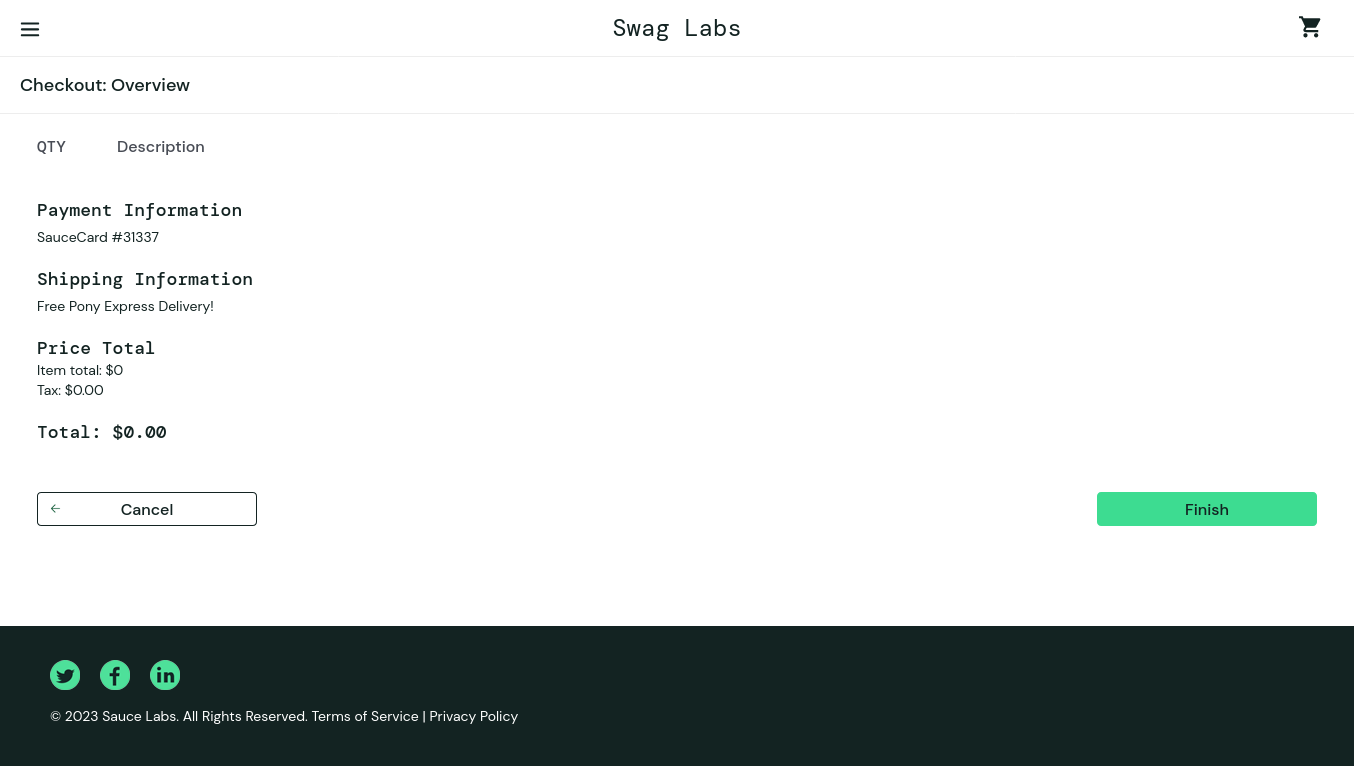 Swag Labs
Checkout: Overview
QTY Description
Payment Information
SauceCard #31337
Shipping Information
Free Pony Express Delivery!
Price Total
Item total: $0
Tax: $0.00
Total: $0.00
Cancel Finish
© 2023 Sauce Labs. All Rights Reserved. Terms of Service | Privacy Policy